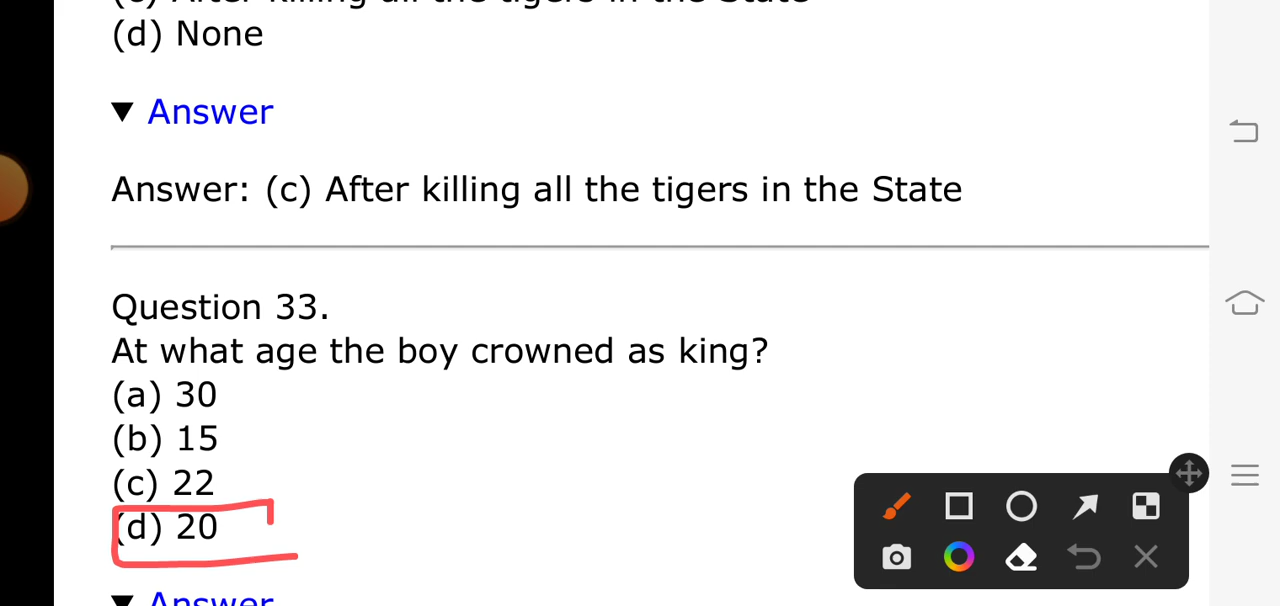 (d) None
▼ Answer
Answer: (c) After killing all the tigers in the State
Question 33.
At what age the boy crowned as king?
(a) 30
(b) 15
(c) 22
(d) 20
▼ Answer